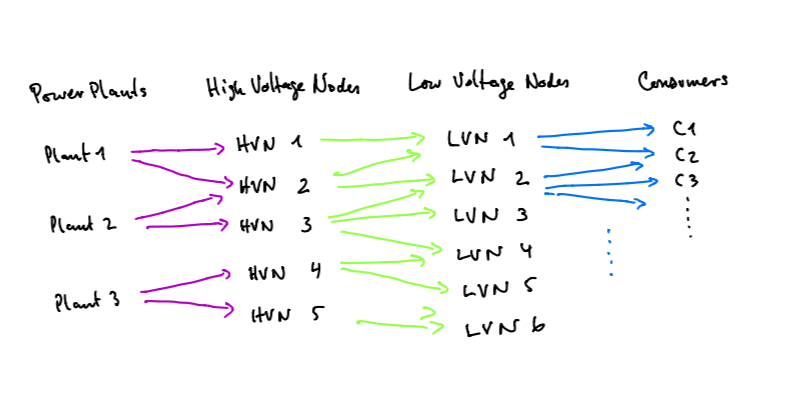 Power Plants High Voltage Nodes Low Voltage Nodes Consumers
Plant 1 HVN 1 LVN 1 C1
HVN 2 LVN 2 C2
Plant 2 HVN 3 LVN 3 C3
HVN 4 LVN 4
Plant 3 HVN 5 LVN 5
LVN 6